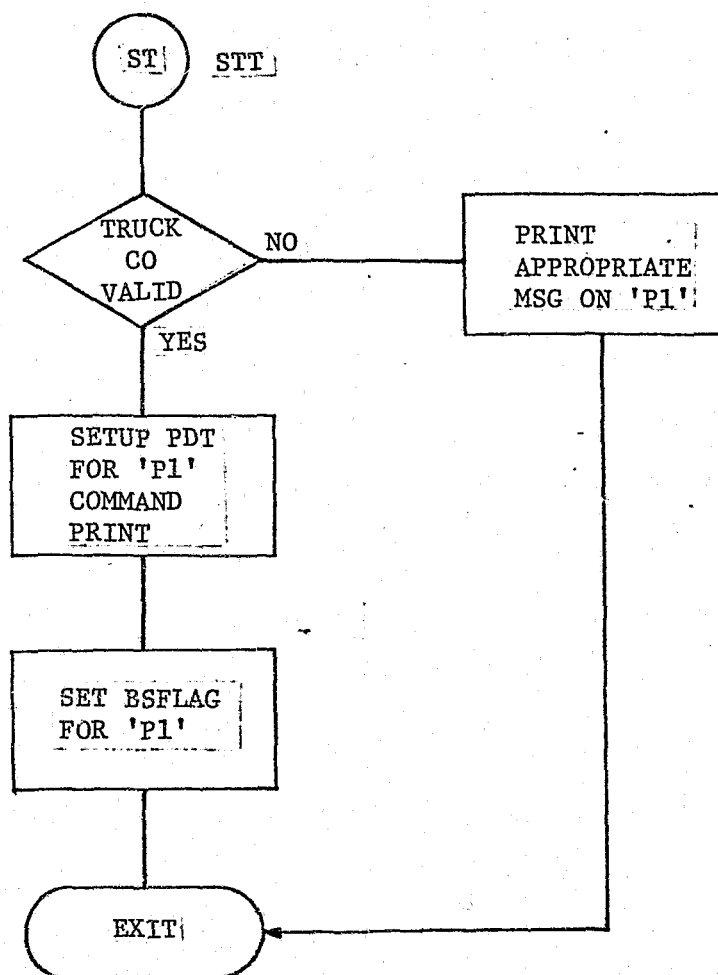 ST STT
TRUCK
CO
VALID
NO
PRINT
APPROPRIATE
MSG ON 'P1'
YES
SETUP PDT
FOR 'P1'
COMMAND
PRINT
SET BSFLAG
FOR 'P1'
EXIT